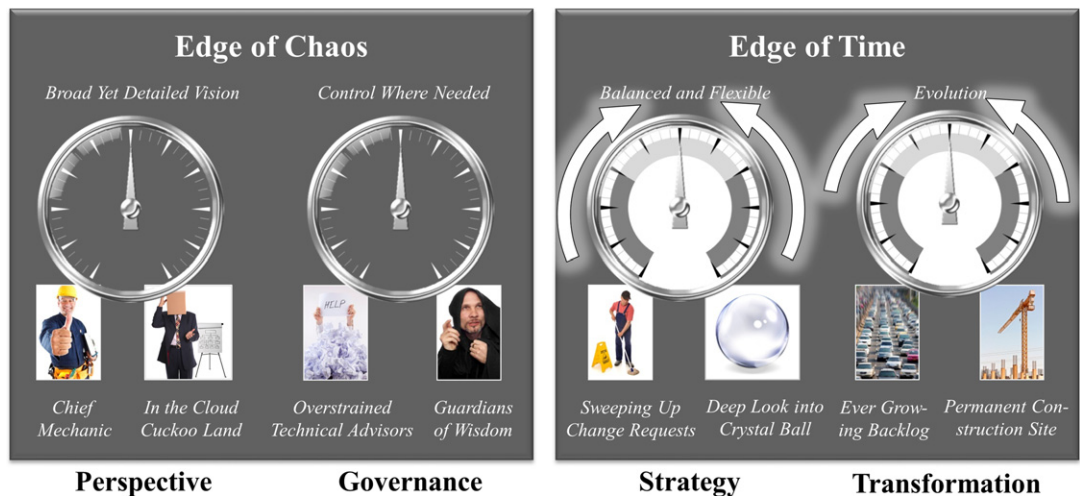 Edge of Chaos
Broad Yet Detailed Vision
Control Where Needed
HELP
Chief
Mechanic
In the Cloud
Cuckoo Land
Overstrained
Technical Advisors
Guardians
of Wisdom
Perspective
Governance
Edge of Time
Balanced and Flexible
Evolution
Sweeping Up
Change Requests
Deep Look into
Crystal Ball
Ever Grow-
ing Backlog
Permanent Con-
struction Site
Strategy
Transformation